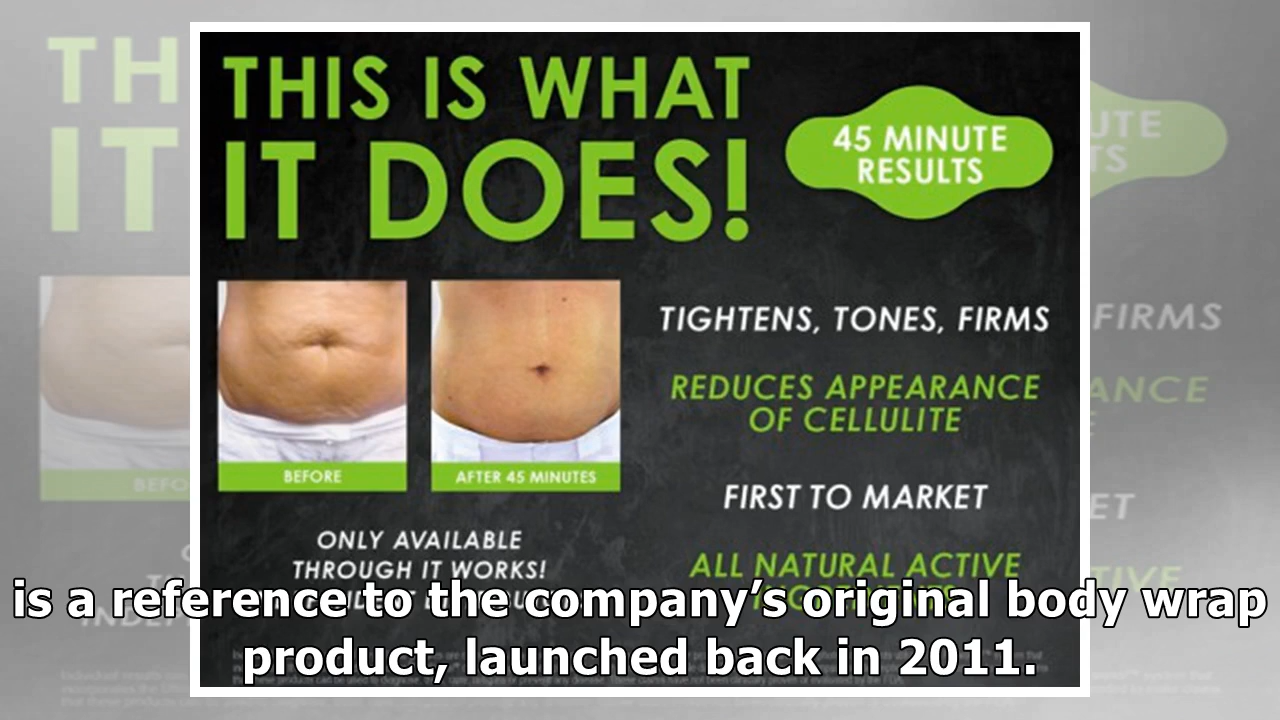 THIS IS WHAT
IT DOES!
45 MINUTE
RESULTS
TIGHTENS, TONES, FIRMS
REDUCES APPEARANCE
OF CELLULITE
FIRST TO MARKET
ALL NATURAL ACTIVE
BEFORE
AFTER 45 MINUTES
ONLY AVAILABLE
THROUGH IT WORKS!
is a reference to the company’s original body wrap
product, launched back in 2011.